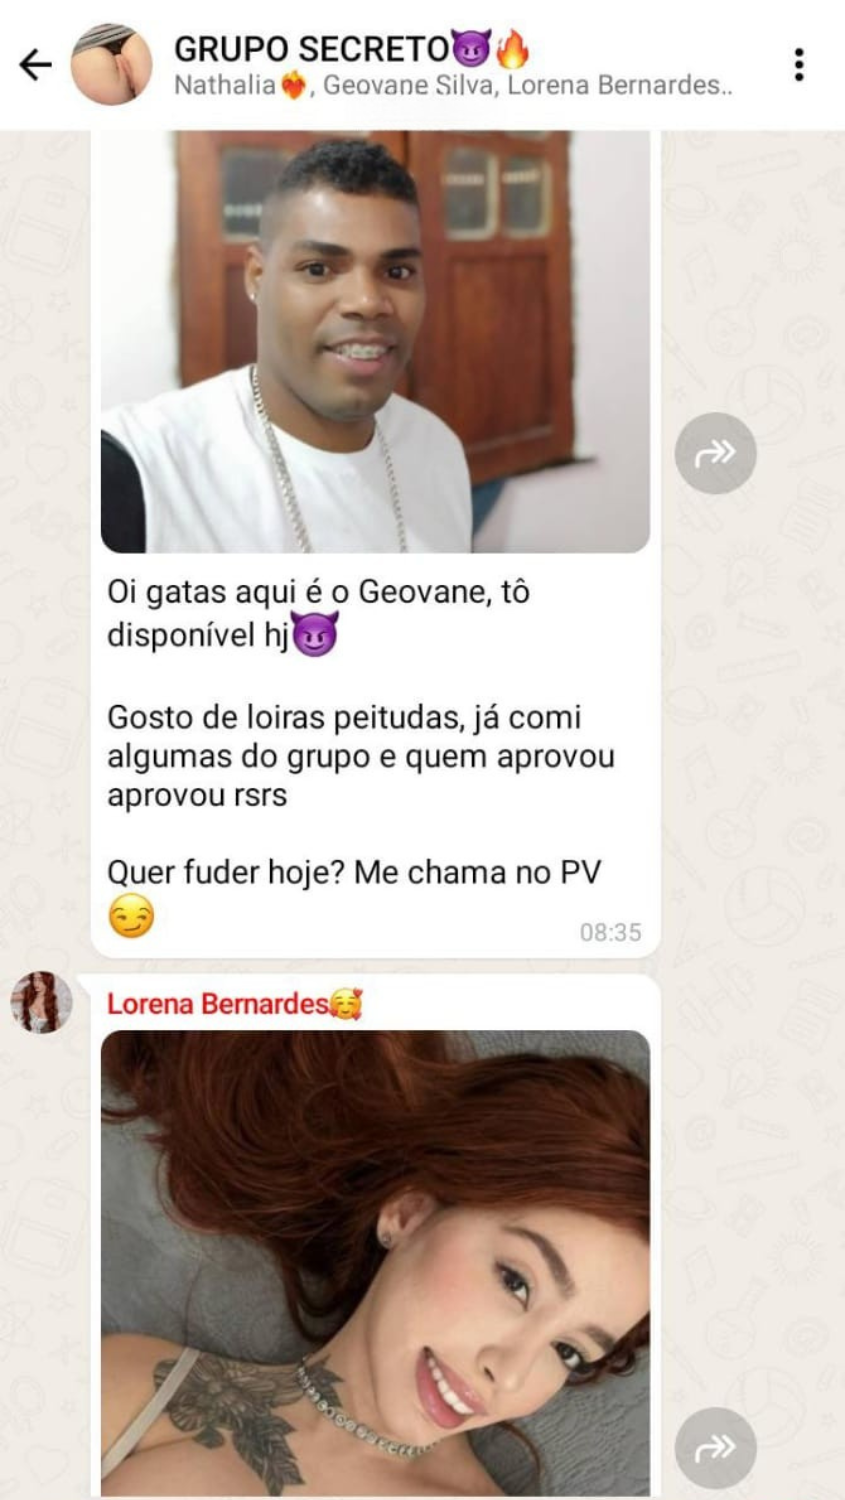 GRUPO SECRETO😈🔥
Nathalia❤️‍🔥, Geovane Silva, Lorena Bernardes..
Oi gatas aqui é o Geovane, tô
disponível hj😈
Gosto de loiras peitudas, já comi
algumas do grupo e quem aprovou
aprovou rsrs
Quer fuder hoje? Me chama no PV
😏
08:35
Lorena Bernardes🥰